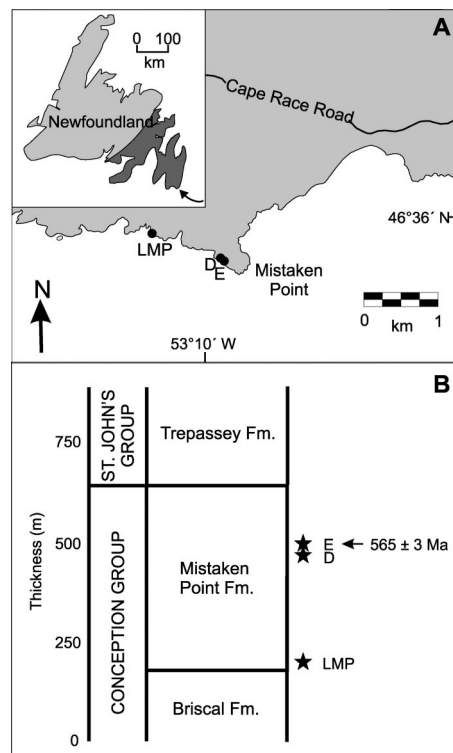 A
0 100
km
Newfoundland
Cape Race Road
46°36´ N
LMP
D
E
Mistaken
Point
N
0 1
km
53°10´ W
B
Thickness (m)
750
500
250
0
ST. JOHN'S
GROUP
CONCEPTION GROUP
Trepassey Fm.
Mistaken
Point Fm.
Briscal Fm.
E 565 ± 3 Ma
D
LMP